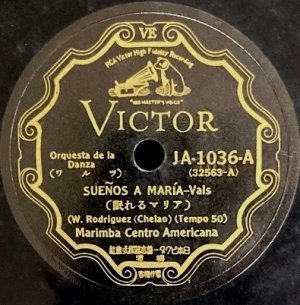 VE
RCA Victor High Fidelity Recording
"HIS MASTER'S VOICE"
VICTOR
Orquesta de la
Danza
(ワルツ)
JA-1036-A
(32563-A)
SUEÑOS A MARÍA-Vals
(眠れるマリア)
(W. Rodriguez (Chelao) (Tempo 50)
Marimba Centro Americana